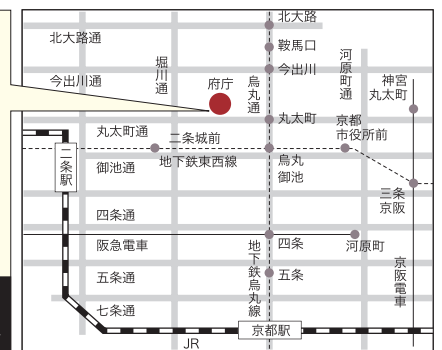 北大路
北大路通
鞍馬口
堀川通
河原町通
今出川通
今出川
府庁
烏丸通
神宮
丸太町
丸太町
京都
市役所前
丸太町通
二条城前
地下鉄東西線
烏丸
御池
二条駅
御池通
三条
京阪
四条通
四条
河原町
阪急電車
地下鉄烏丸線
京阪電車
五条通
五条
七条通
京都駅
JR